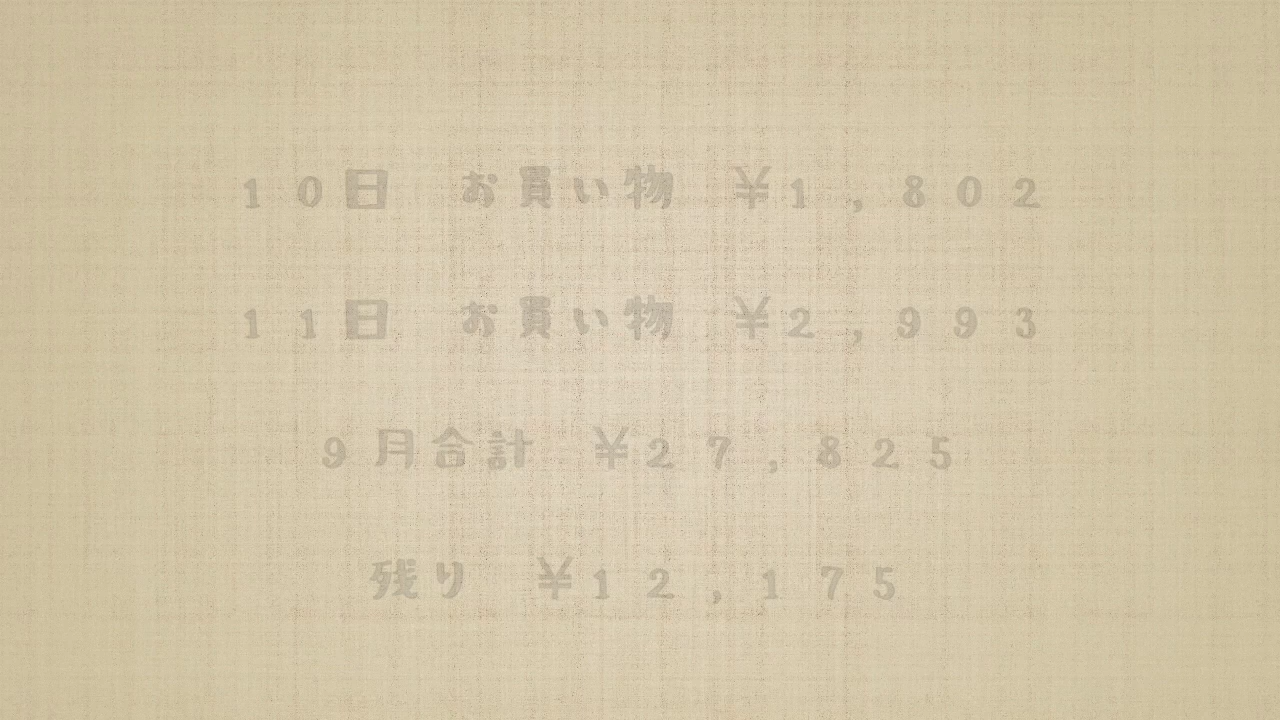 10日 お買い物 ¥1,802
11日 お買い物 ¥2,993
9月合計 ¥27,825
残り ¥12,175